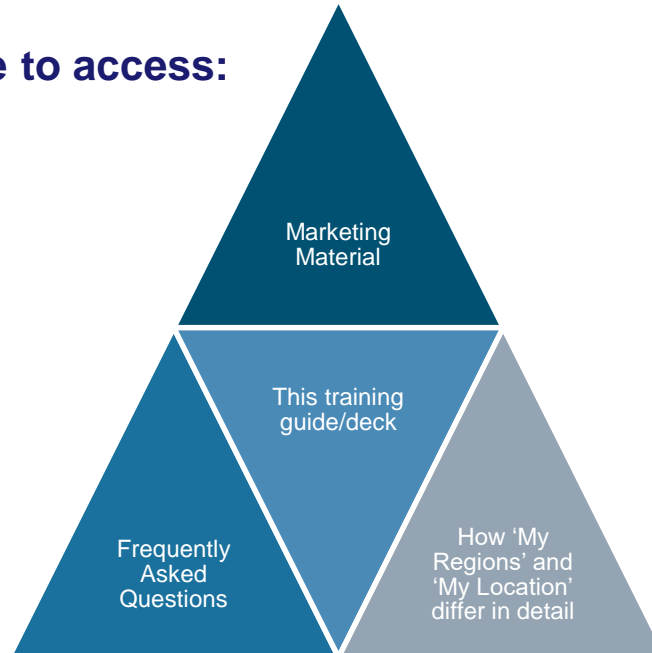 e to access:
Marketing
Material
This training
guide/deck
Frequently
Asked
Questions
How ‘My
Regions’ and
‘My Location’
differ in detail